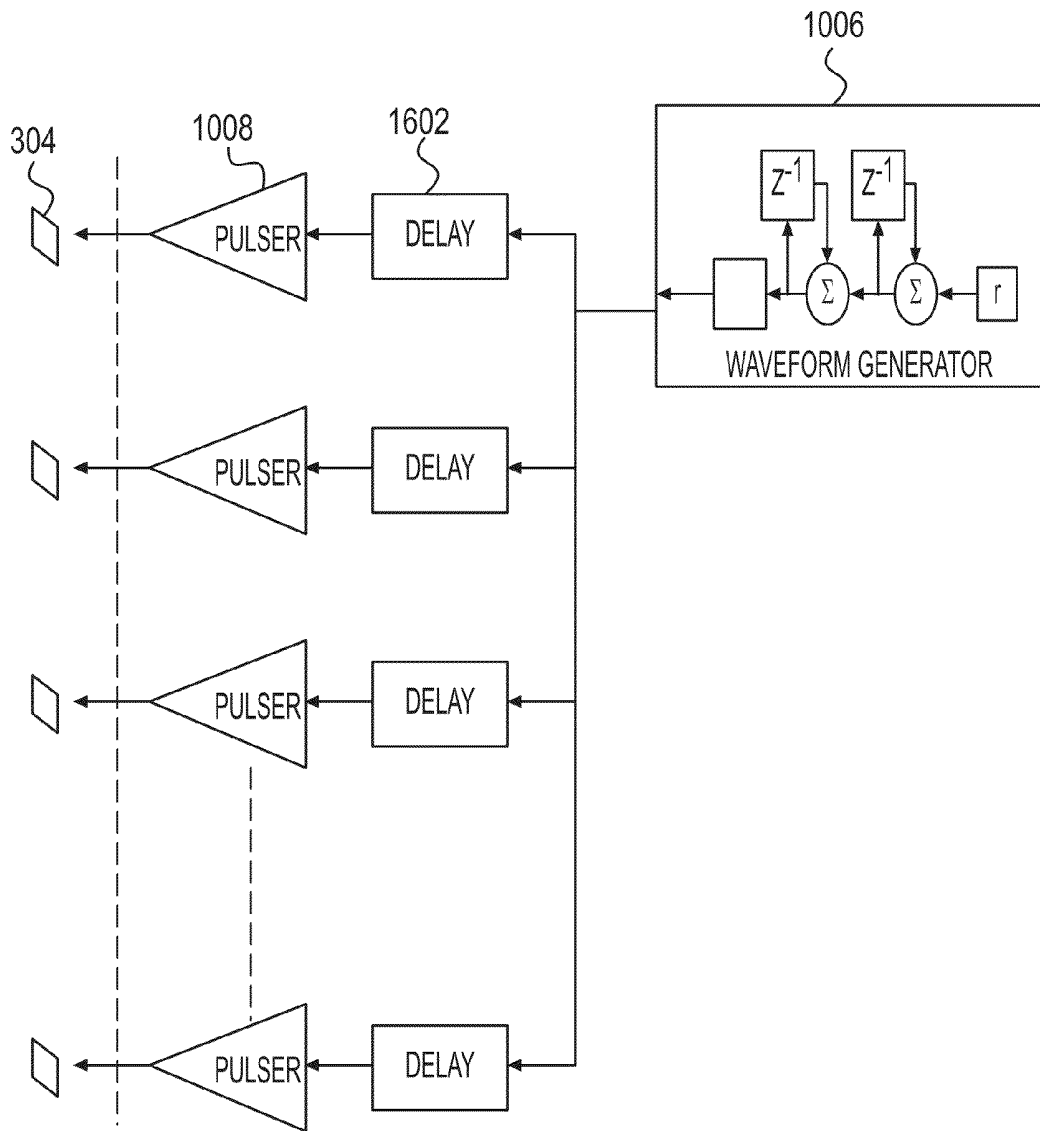 1006
304
1008
1602
Z-1
Z-1
PULSER
DELAY
Σ
Σ
r
WAVEFORM GENERATOR
PULSER
DELAY
PULSER
DELAY
PULSER
DELAY